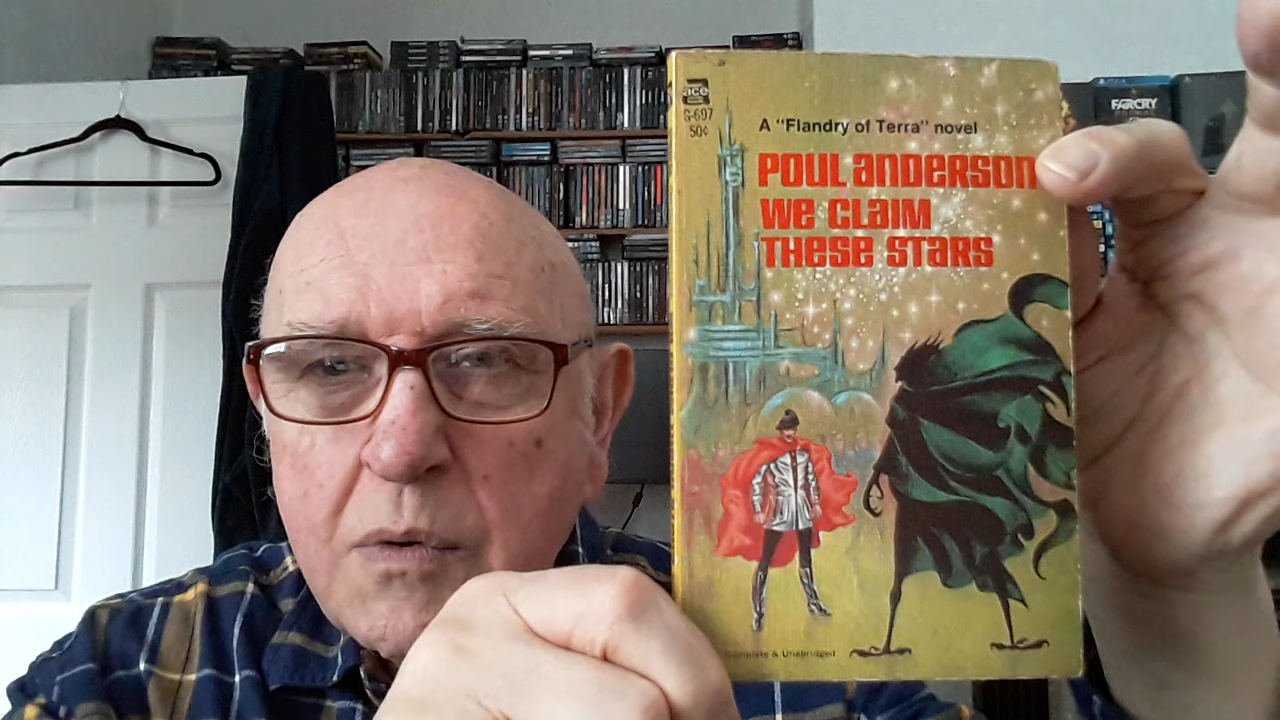 ace
G-697
50¢
A "Flandry of Terra" novel
POUL ANDERSON
WE CLAIM
THESE STARS
Complete & Unabridged
FARCRY